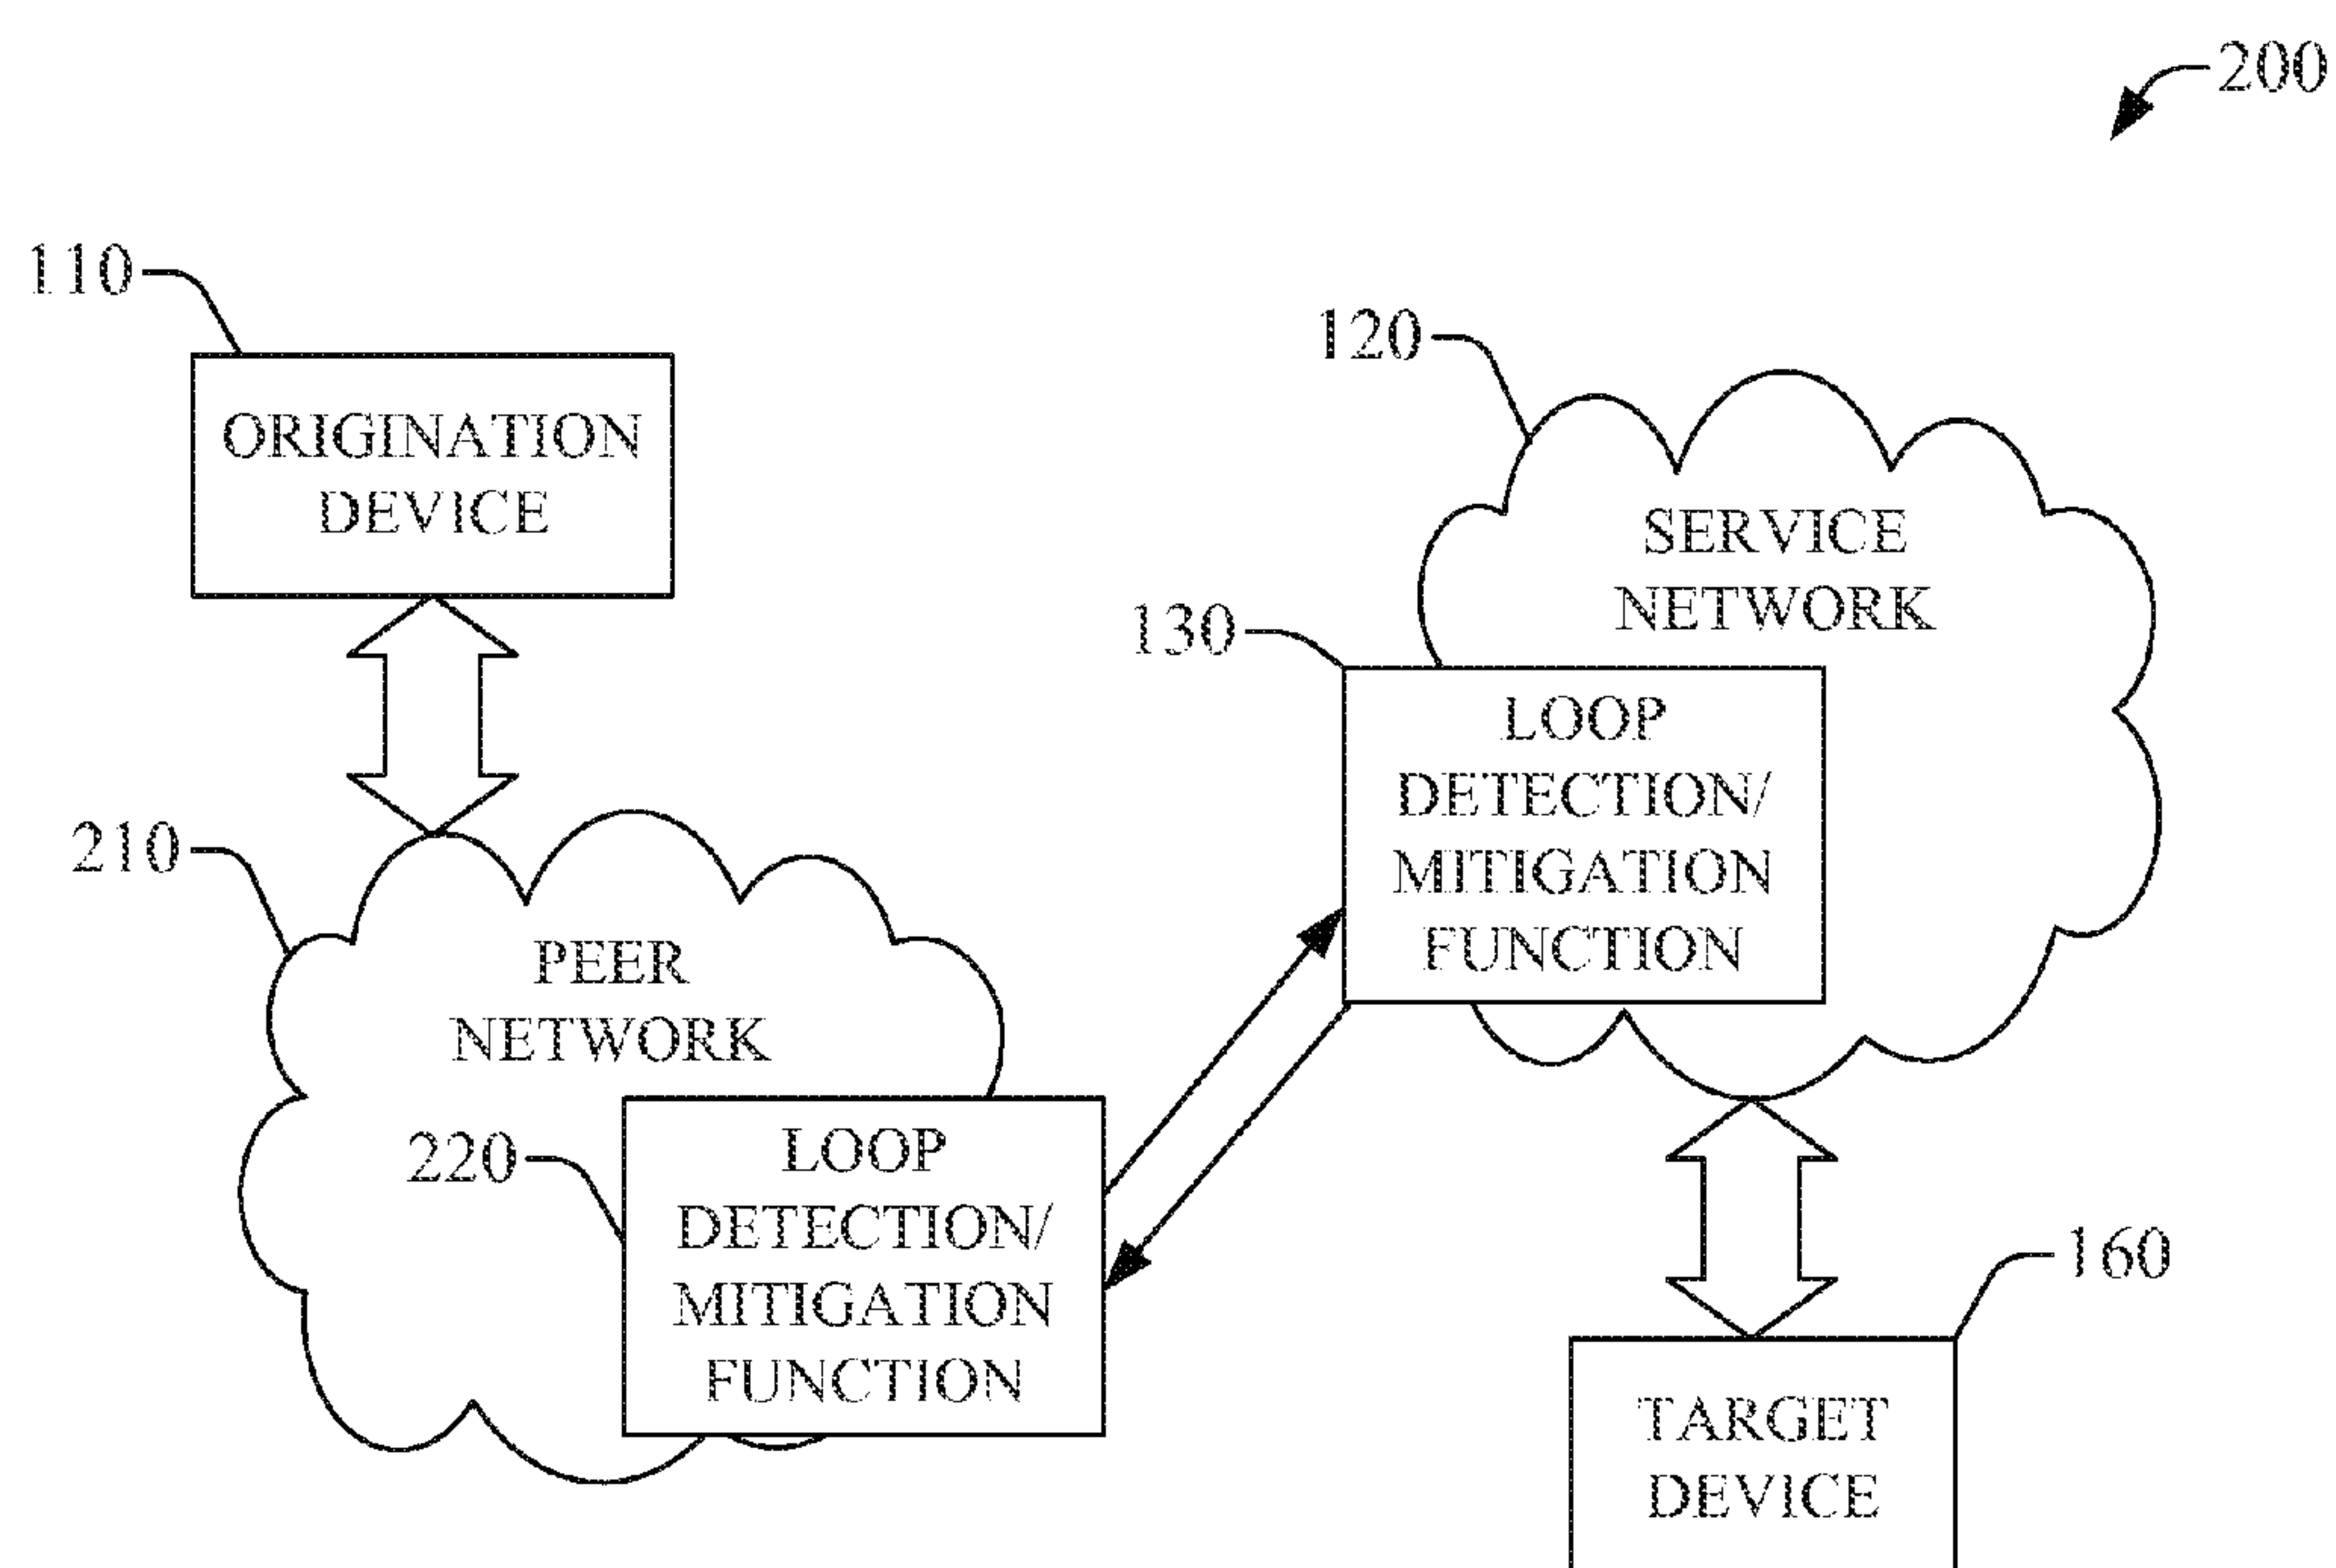 200
110
ORIGINATION
DEVICE
120
SERVICE
NETWORK
130
LOOP
DETECTION/
MITIGATION
FUNCTION
210
PEER
NETWORK
220
LOOP
DETECTION/
MITIGATION
FUNCTION
160
TARGET
DEVICE